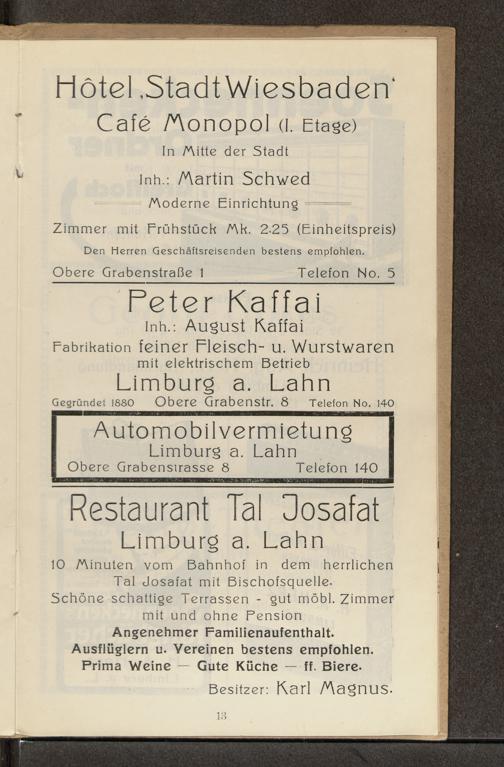 Hôtel ‚Stadt Wiesbaden‘
Café Monopol (I. Etage)
In Mitte der Stadt
Inh.: Martin Schwed
Moderne Einrichtung
Zimmer mit Frühstück Mk. 2.25 (Einheitspreis)
Den Herren Geschäftsreisenden bestens empfohlen.
Obere Grabenstraße 1 Telefon No. 5
Peter Kaffai
Inh.: August Kaffai
Fabrikation feiner Fleisch- u. Wurstwaren
mit elektrischem Betrieb
Limburg a. Lahn
Gegründet 1880 Obere Grabenstr. 8 Telefon No. 140
Automobilvermietung
Limburg a. Lahn
Obere Grabenstrasse 8 Telefon 140
Restaurant Tal Josafat
Limburg a. Lahn
10 Minuten vom Bahnhof in dem herrlichen
Tal Josafat mit Bischofsquelle.
Schöne schattige Terrassen - gut möbl. Zimmer
mit und ohne Pension
Angenehmer Familienaufenthalt.
Ausflüglern u. Vereinen bestens empfohlen.
Prima Weine — Gute Küche — ff. Biere.
Besitzer: Karl Magnus.
13